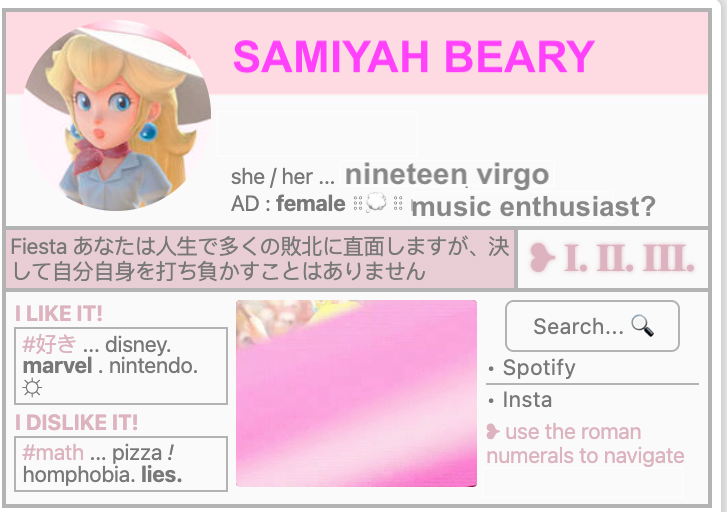 SAMIYAH BEARY
she / her ... nineteen virgo
AD : female ⁝⁝💭⁝⁝ music enthusiast?
Fiesta あなたは人生で多くの敗北に直面しますが、決
して自分自身を打ち負かすことはありません
❥ I. II. III.
I LIKE IT!
#好き ... disney.
marvel . nintendo.
☼
I DISLIKE IT!
#math ... pizza !
homphobia. lies.
Search... 🔍
• Spotify
• Insta
❥ use the roman
numerals to navigate